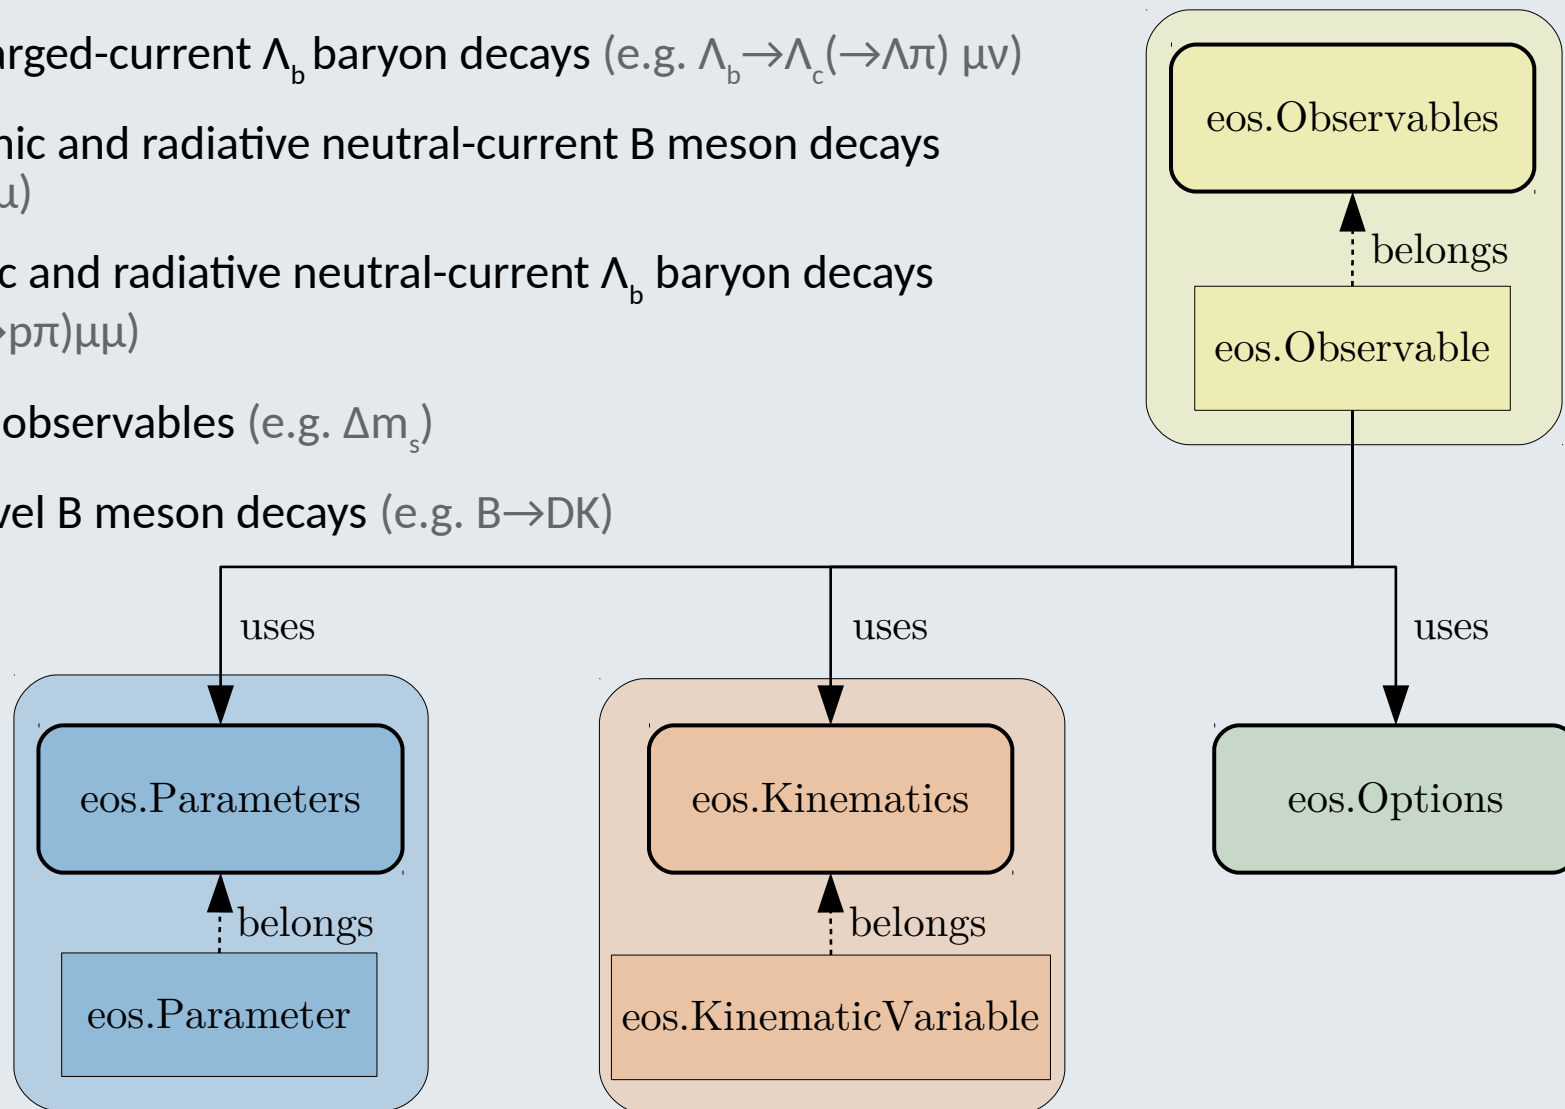 arged-current Λb baryon decays (e.g. Λb→Λc(→Λπ) μν)
nic and radiative neutral-current B meson decays
μ)
c and radiative neutral-current Λb baryon decays
→pπ)μμ)
observables (e.g. Δms)
vel B meson decays (e.g. B→DK)
eos.Observables
belongs
eos.Observable
uses
uses
uses
eos.Parameters
eos.Kinematics
eos.Options
belongs
belongs
eos.Parameter
eos.KinematicVariable